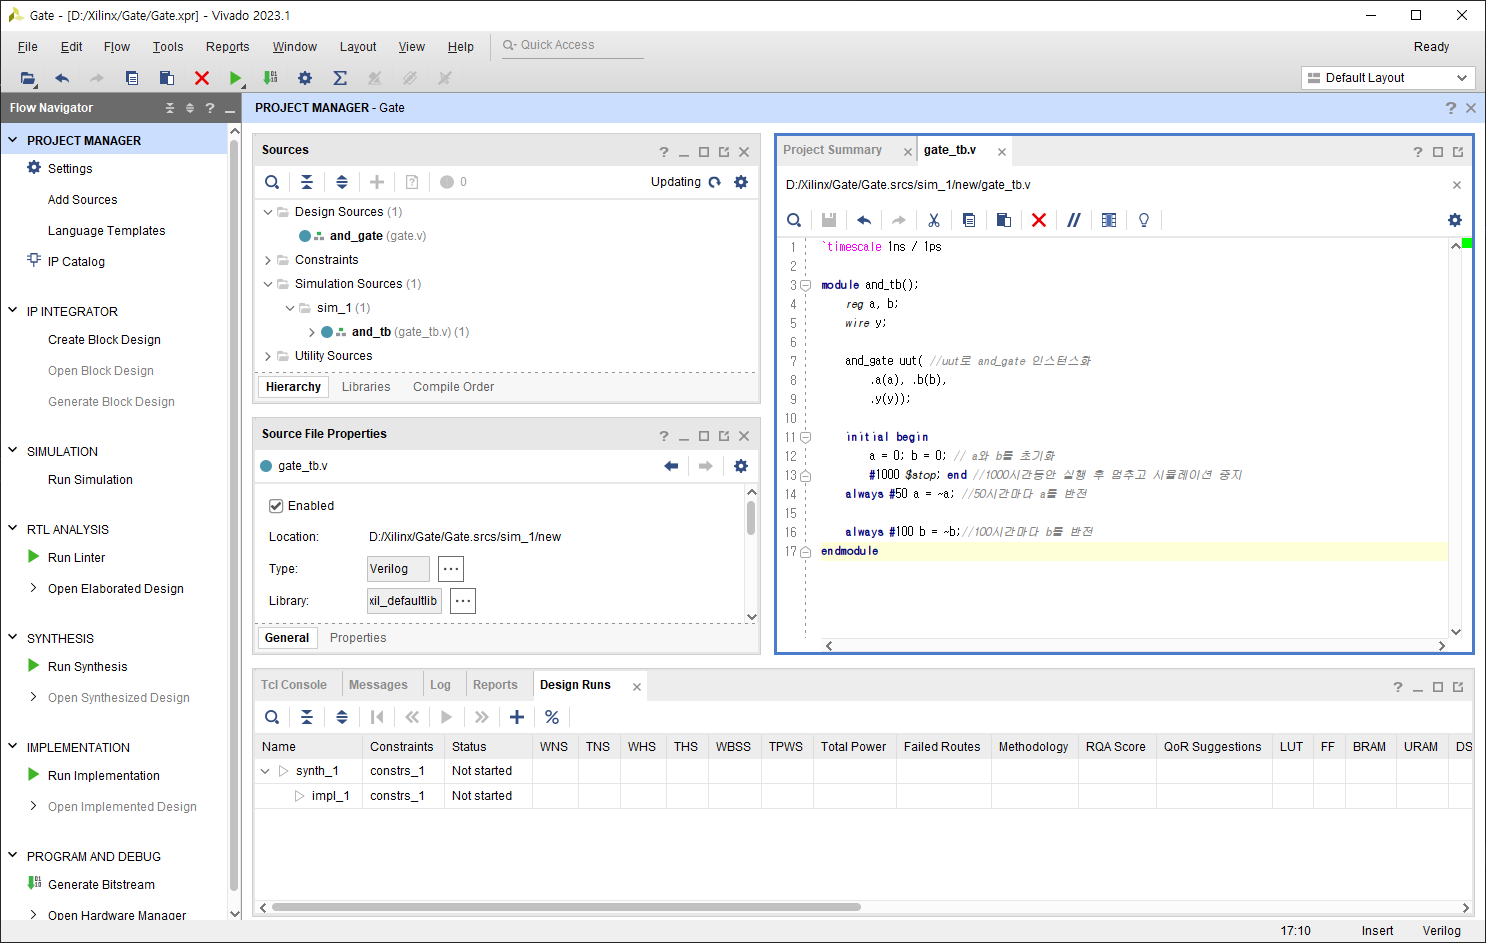 Gate - [D:/Xilinx/Gate/Gate.xpr] - Vivado 2023.1
File Edit Flow Tools Reports Window Layout View Help Quick Access Ready
Default Layout
Flow Navigator
PROJECT MANAGER
Settings
Add Sources
Language Templates
IP Catalog
IP INTEGRATOR
Create Block Design
Open Block Design
Generate Block Design
SIMULATION
Run Simulation
RTL ANALYSIS
Run Linter
Open Elaborated Design
SYNTHESIS
Run Synthesis
Open Synthesized Design
IMPLEMENTATION
Run Implementation
Open Implemented Design
PROGRAM AND DEBUG
Generate Bitstream
Open Hardware Manager
PROJECT MANAGER - Gate
Sources
0 Updating
Design Sources (1)
and_gate (gate.v)
Constraints
Simulation Sources (1)
sim_1 (1)
and_tb (gate_tb.v) (1)
Utility Sources
Hierarchy Libraries Compile Order
Source File Properties
gate_tb.v
Enabled
Location: D:/Xilinx/Gate/Gate.srcs/sim_1/new
Type: Verilog ...
Library: xil_defaultlib ...
General Properties
Project Summary gate_tb.v
D:/Xilinx/Gate/Gate.srcs/sim_1/new/gate_tb.v
1 `timescale 1ns / 1ps
2
3 module and_tb();
4 reg a, b;
5 wire y;
6
7 and_gate uut( //uut로 and_gate 인스턴스화
8 .a(a), .b(b),
9 .y(y));
10
11 initial begin
12 a = 0; b = 0; // a와 b를 초기화
13 #1000 $stop; end //1000시간동안 실행 후 멈추고 시뮬레이션 중지
14 always #50 a = ~a; //50시간마다 a를 반전
15
16 always #100 b = ~b;//100시간마다 b를 반전
17 endmodule
Tcl Console Messages Log Reports Design Runs
Name Constraints Status WNS TNS WHS THS WBSS TPWS Total Power Failed Routes Methodology RQA Score QoR Suggestions LUT FF BRAM URAM DS
synth_1 constrs_1 Not started
impl_1 constrs_1 Not started
17:10 Insert Verilog